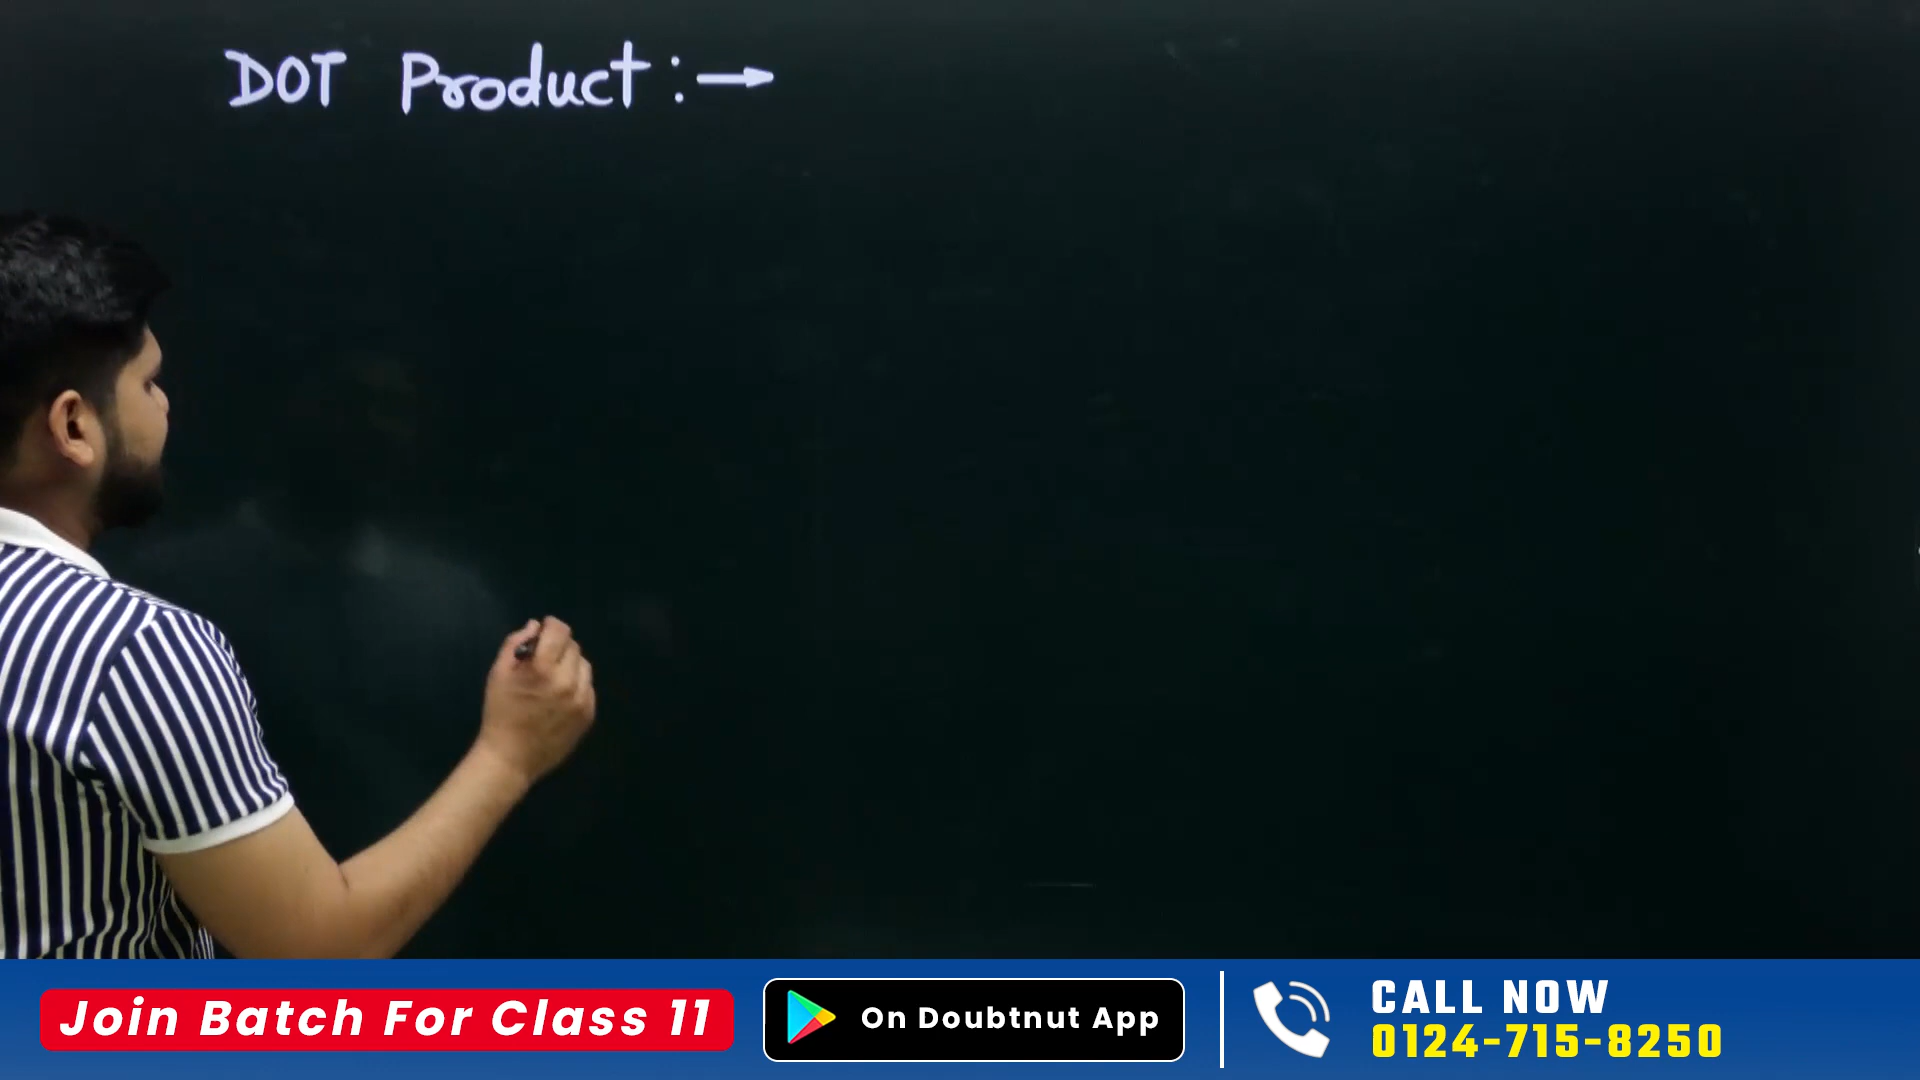 DOT Product :→
Join Batch For Class 11
On Doubtnut App
CALL NOW
0124-715-8250